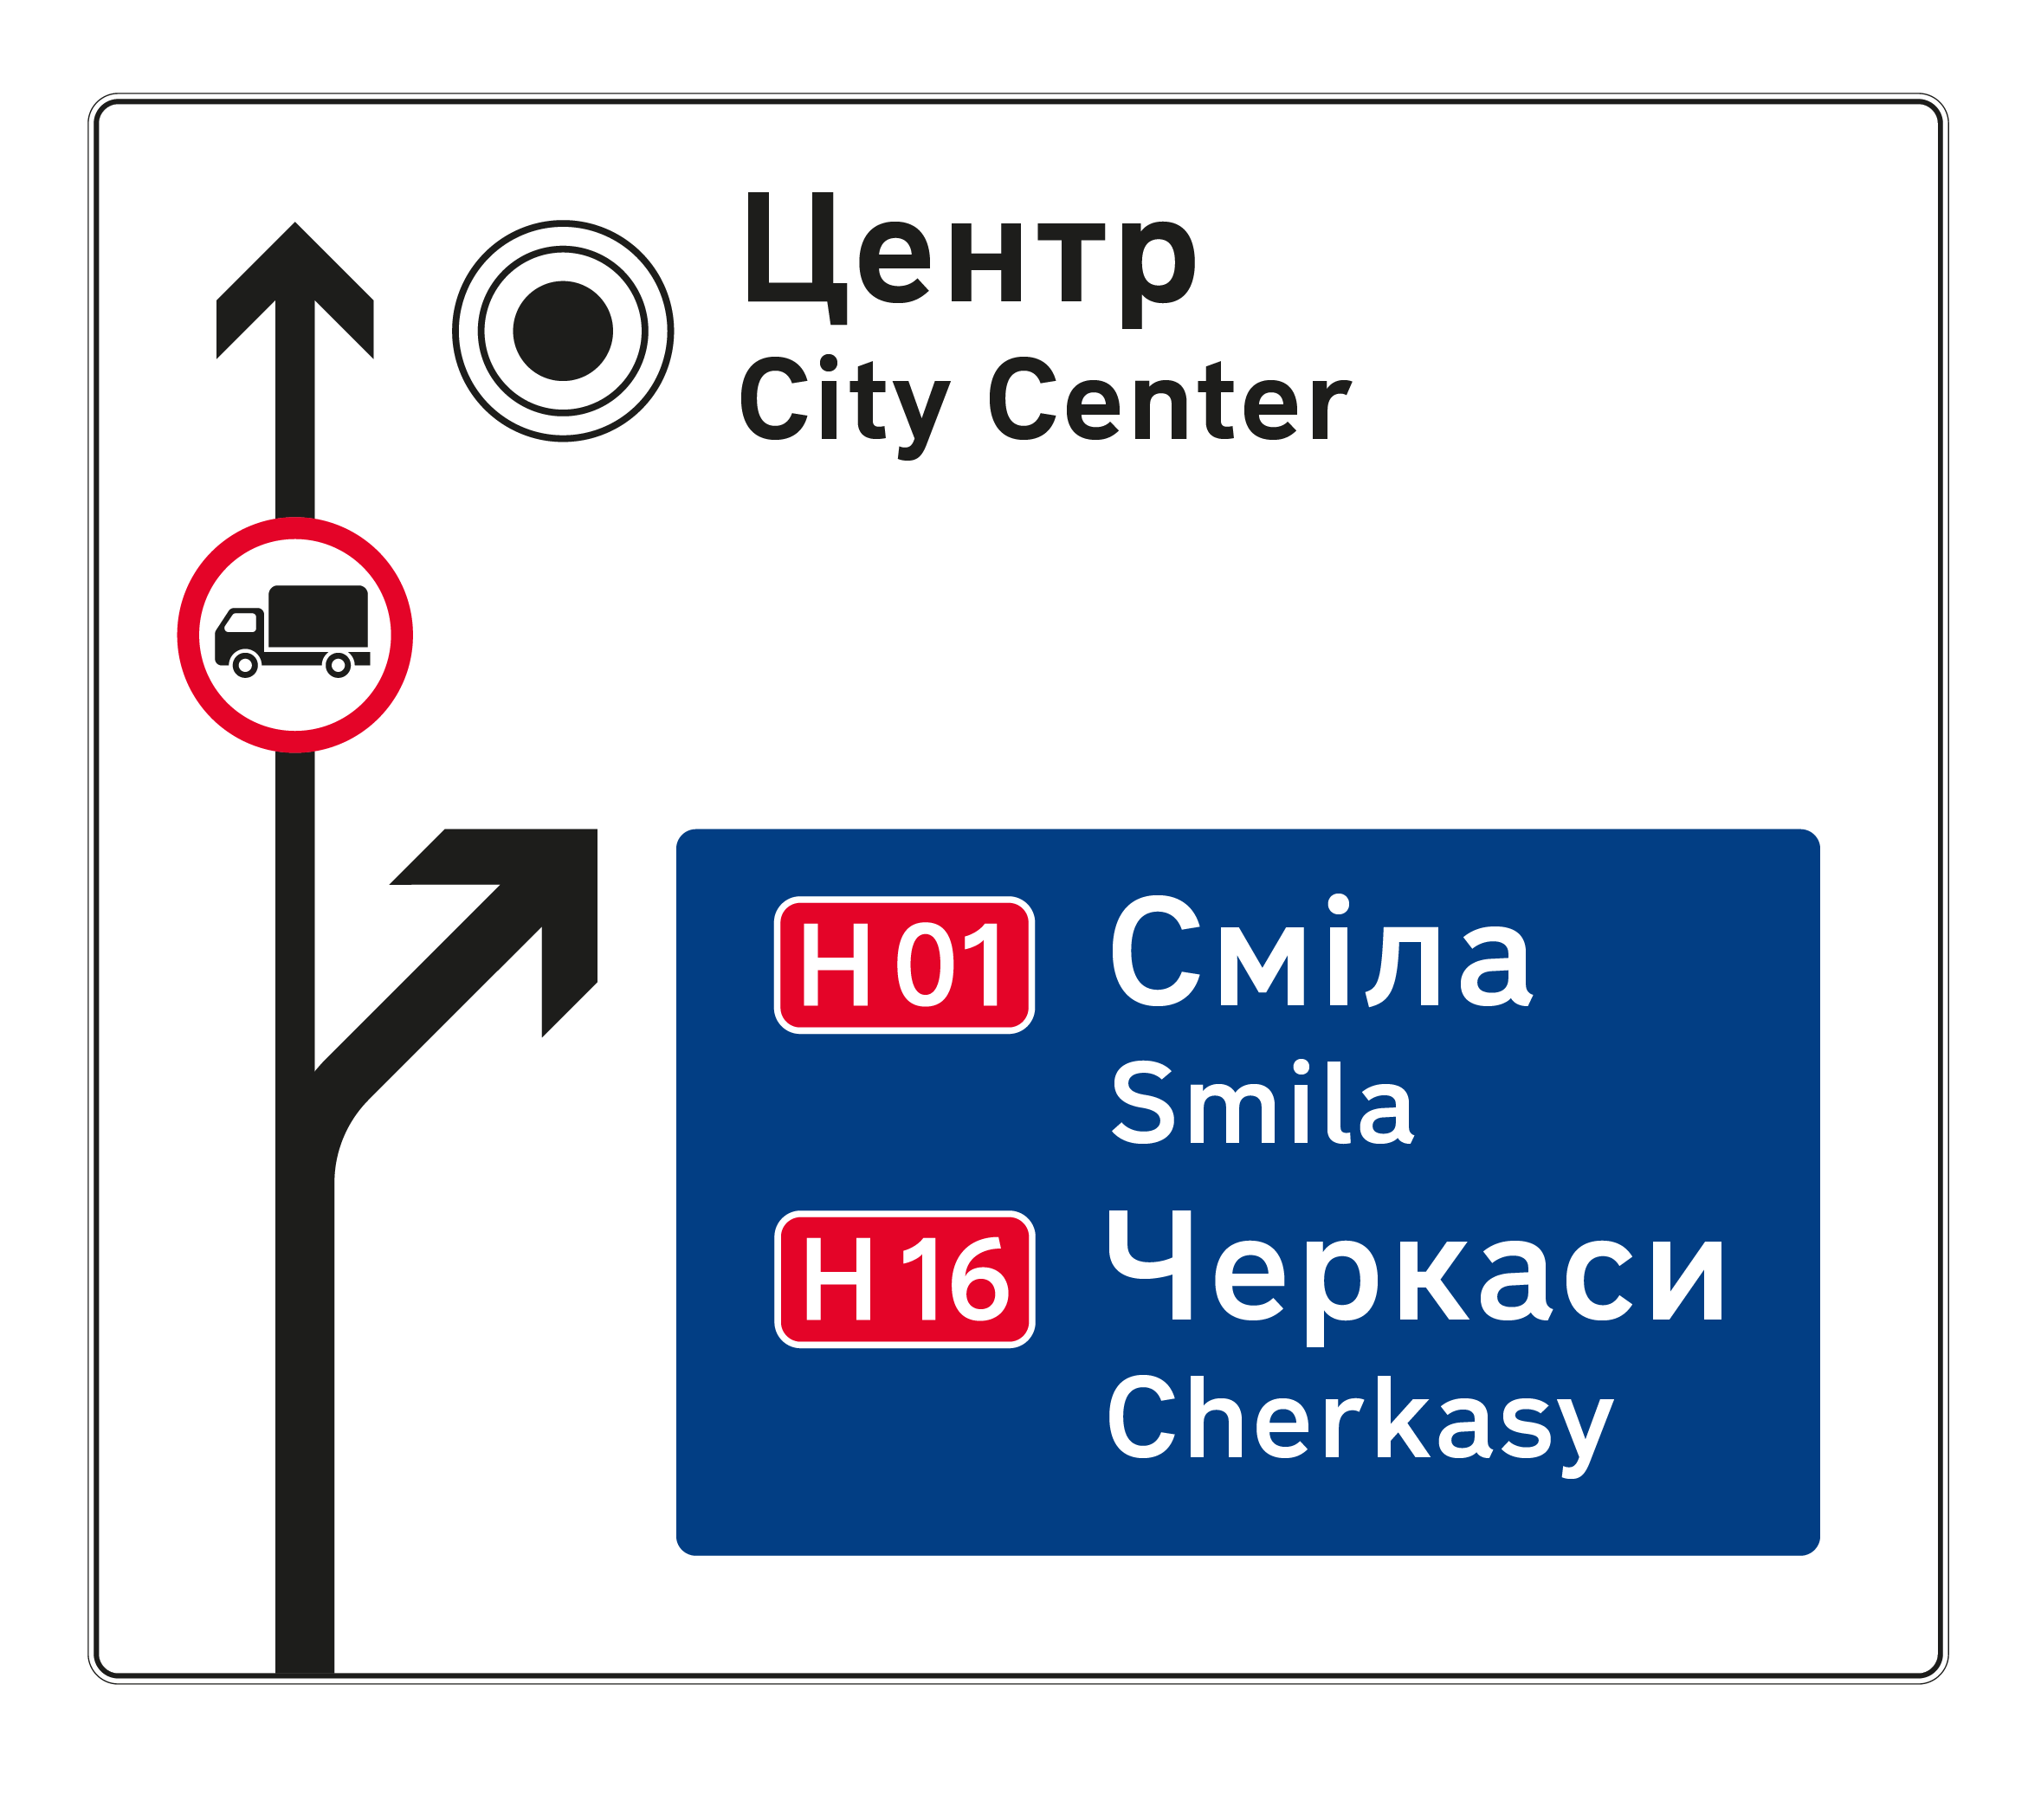 Центр
City Center
Н 01 Сміла
Smila
Н 16 Черкаси
Cherkasy